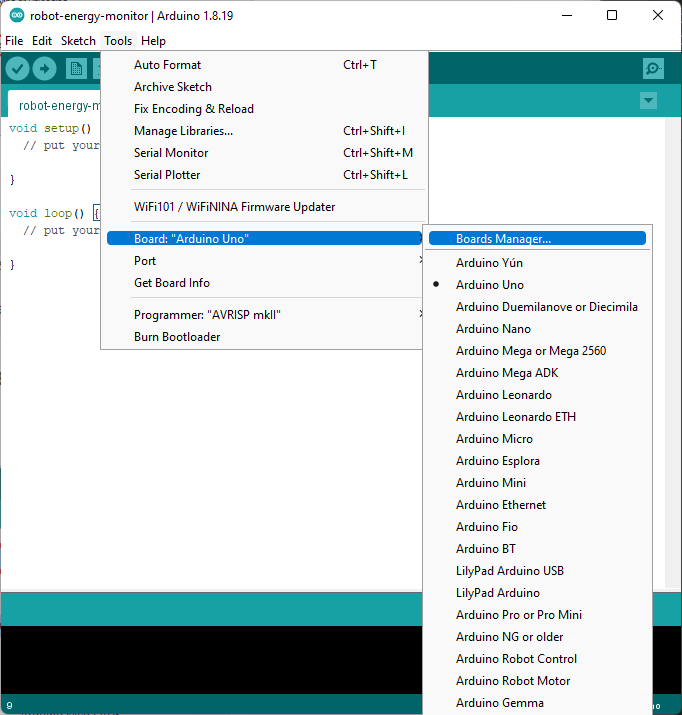 robot-energy-monitor | Arduino 1.8.19
File Edit Sketch Tools Help
robot-energy-m
void setup()
// put your
}
void loop() {
// put your
}
Auto Format Ctrl+T
Archive Sketch
Fix Encoding & Reload
Manage Libraries... Ctrl+Shift+I
Serial Monitor Ctrl+Shift+M
Serial Plotter Ctrl+Shift+L
WiFi101 / WiFiNINA Firmware Updater
Board: "Arduino Uno"
Port
Get Board Info
Programmer: "AVRISP mkII"
Burn Bootloader
Boards Manager...
Arduino Yún
Arduino Uno
Arduino Duemilanove or Diecimila
Arduino Nano
Arduino Mega or Mega 2560
Arduino Mega ADK
Arduino Leonardo
Arduino Leonardo ETH
Arduino Micro
Arduino Esplora
Arduino Mini
Arduino Ethernet
Arduino Fio
Arduino BT
LilyPad Arduino USB
LilyPad Arduino
Arduino Pro or Pro Mini
Arduino NG or older
Arduino Robot Control
Arduino Robot Motor
Arduino Gemma
9